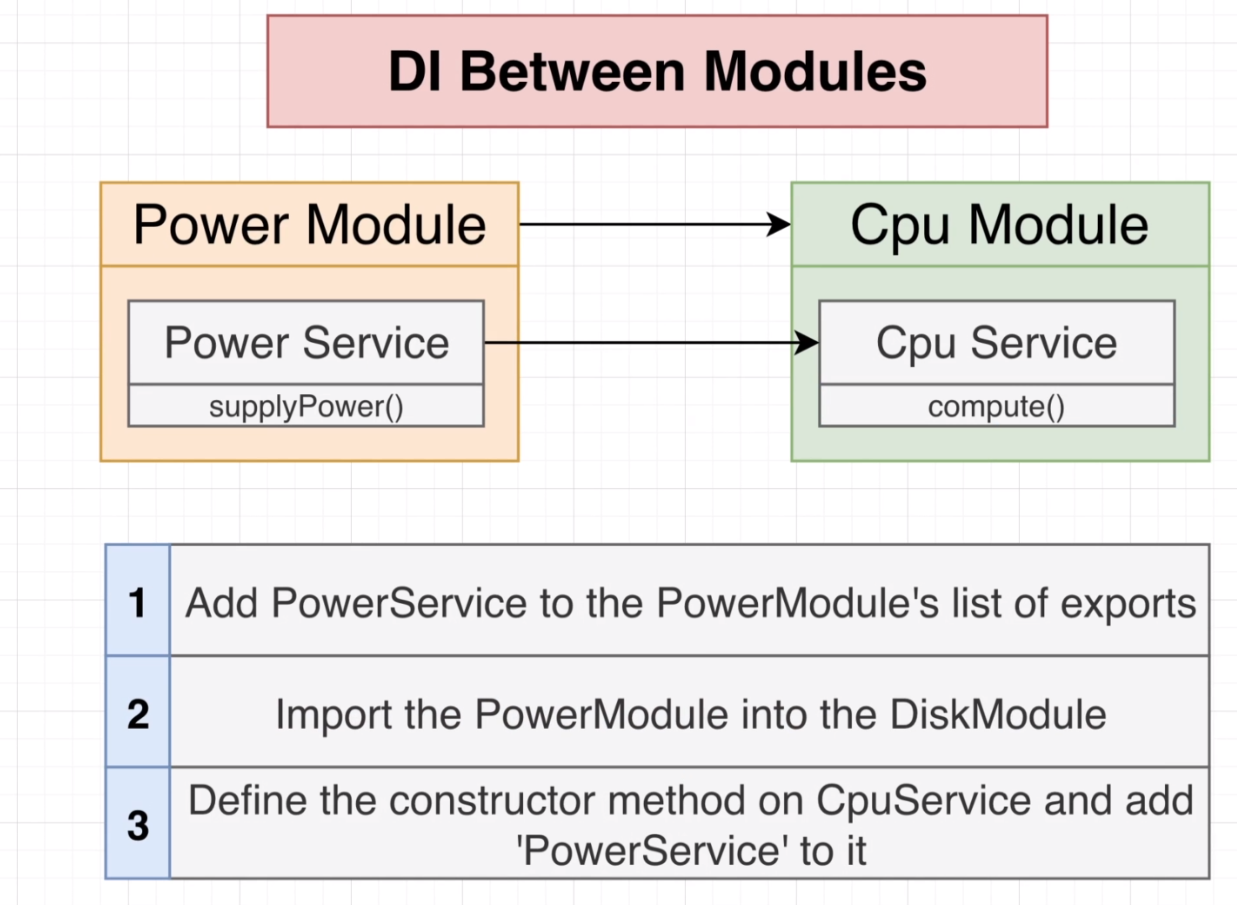 DI Between Modules
Power Module
Cpu Module
Power Service
Cpu Service
supplyPower()
compute()
1
Add PowerService to the PowerModule's list of exports
2
Import the PowerModule into the DiskModule
3
Define the constructor method on CpuService and add
'PowerService' to it